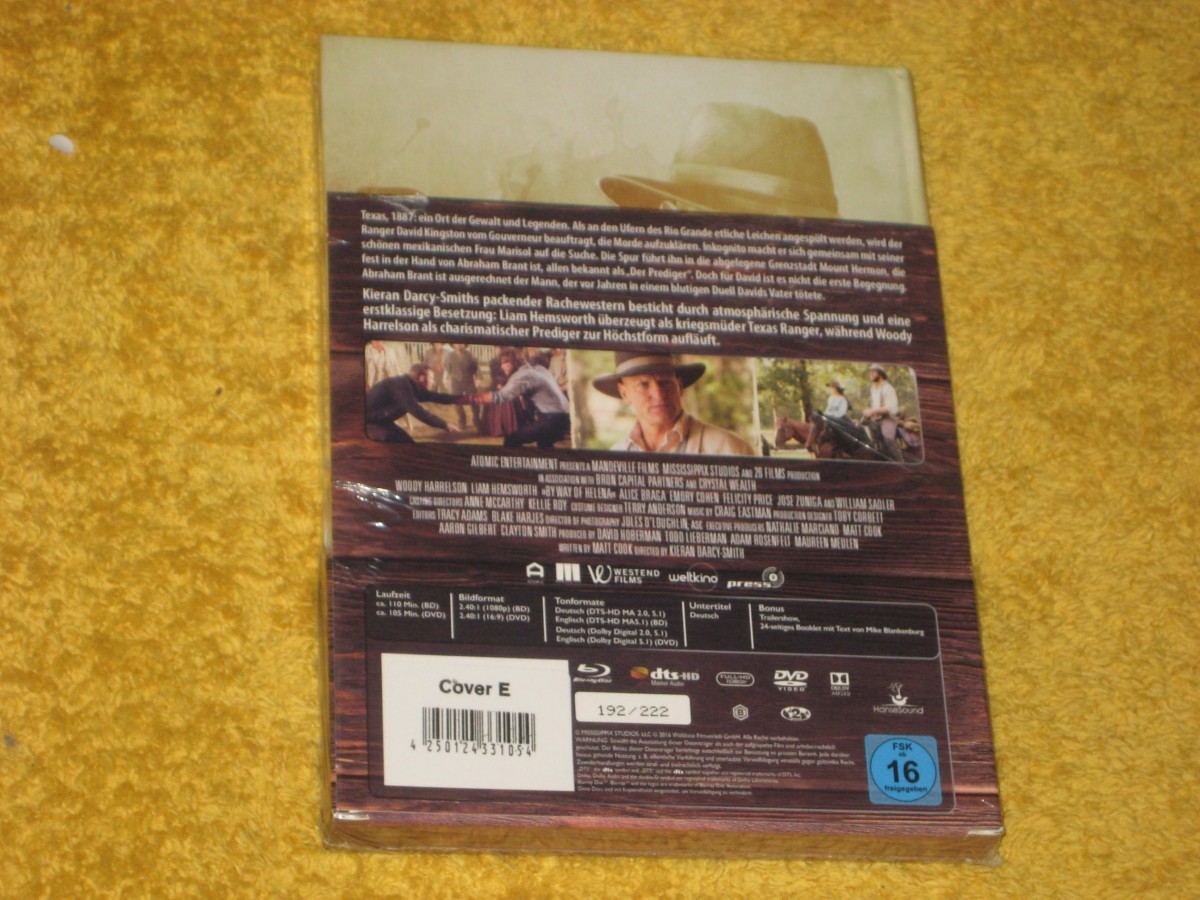 Texas, 1887: ein Ort der Gewalt und Legenden. Als an den Ufern des Rio Grande etliche Leichen angespült werden, wird der
Ranger David Kingston vom Gouverneur beauftragt, die Morde aufzuklären. Inkognito macht er sich gemeinsam mit seiner
schönen mexikanischen Frau Marisol auf die Suche. Die Spur führt ihn in die abgelegene Grenzstadt Mount Hermon, die
fest in der Hand von Abraham Brant ist, allen bekannt als „Der Prediger“. Doch für David ist es nicht die erste Begegnung.
Abraham Brant ist ausgerechnet der Mann, der vor Jahren in einem blutigen Duell Davids Vater tötete.
Kieran Darcy-Smiths packender Rachewestern besticht durch atmosphärische Spannung und eine
erstklassige Besetzung: Liam Hemsworth überzeugt als kriegsmüder Texas Ranger, während Woody
Harrelson als charismatischer Prediger zur Höchstform aufläuft.
ATOMIC ENTERTAINMENT PRESENTS A MANDEVILLE FILMS MISSISSIPPIX STUDIOS AND 26 FILMS PRODUCTION
IN ASSOCIATION WITH BRON CAPITAL PARTNERS AND CRYSTAL WEALTH
WOODY HARRELSON LIAM HEMSWORTH »BY WAY OF HELENA« ALICE BRAGA EMORY COHEN FELICITY PRICE JOSE ZUNIGA AND WILLIAM SADLER
CASTING DIRECTORS ANNE MCCARTHY KELLIE ROY COSTUME DESIGNER TERRY ANDERSON MUSIC BY CRAIG EASTMAN PRODUCTION DESIGNER TOBY CORBETT
EDITORS TRACY ADAMS BLAKE HARJES DIRECTOR OF PHOTOGRAPHY JULES O'LOUGHLIN, ASC EXECUTIVE PRODUCERS NATHALIE MARCIANO MATT COOK
AARON GILBERT CLAYTON SMITH PRODUCED BY DAVID HOBERMAN TODD LIEBERMAN ADAM ROSENFELT MAUREEN MEULEN
WRITTEN BY MATT COOK DIRECTED BY KIERAN DARCY-SMITH
WESTEND FILMS weltkino press
Laufzeit
ca. 110 Min. (BD)
ca. 105 Min. (DVD)
Bildformat
2.40:1 (1080p) (BD)
2.40:1 (16:9) (DVD)
Tonformate
Deutsch (DTS-HD MA 2.0, 5.1)
Englisch (DTS-HD MA5.1) (BD)
Deutsch (Dolby Digital 2.0, 5.1)
Englisch (Dolby Digital 5.1) (DVD)
Untertitel
Deutsch
Bonus
Trailershow,
24-seitiges Booklet mit Text von Mike Blankenburg
Cover E
4 250124 331054
Blu-ray Disc
dts-HD
Master Audio
FULL HD
1080p
DVD
VIDEO
DOLBY
192/222
B
2
HanseSound
FSK
ab
16
freigegeben